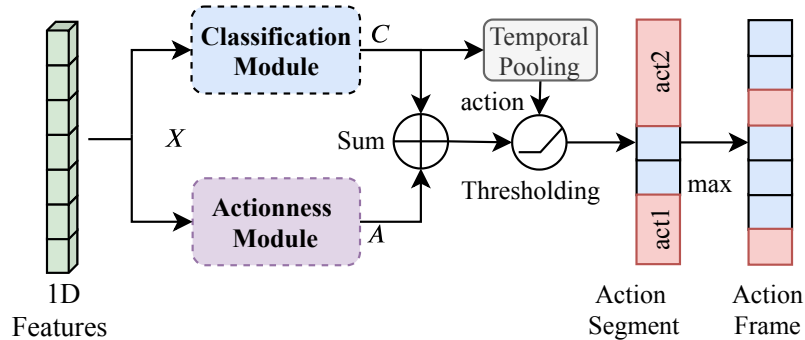 Classification
Module
C
Temporal
Pooling
X
action
Sum
Thresholding
Actionness
Module
A
act2
act1
max
1D
Features
Action
Segment
Action
Frame